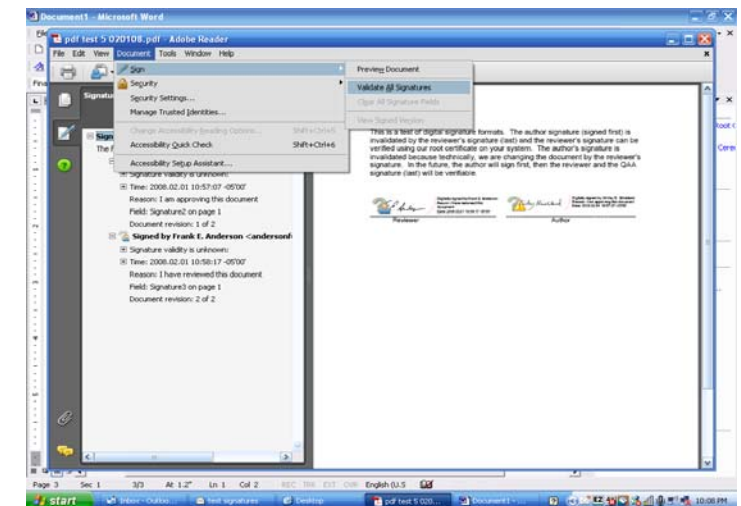 Document1 - Microsoft Word
pdf test 5 020108.pdf - Adobe Reader
File Edit View Document Tools Window Help
Sign
Security
Security Settings...
Manage Trusted Identities...
Change Accessibility Reading Options... Shift+Ctrl+5
Accessibility Quick Check Shift+Ctrl+6
Accessibility Setup Assistant...
Preview Document
Validate All Signatures
Clear All Signature Fields
View Signed Version
Signature validity is unknown:
Time: 2008.02.01 10:57:07 -05'00'
Reason: I am approving this document
Field: Signature2 on page 1
Document revision: 1 of 2
Signed by Frank E. Anderson <andersonf
Signature validity is unknown:
Time: 2008.02.01 10:58:17 -05'00'
Reason: I have reviewed this document
Field: Signature3 on page 1
Document revision: 2 of 2
This is a test of digital signature formats. The author signature (signed first) is
invalidated by the reviewer's signature (last) and the reviewer's signature can be
verified using our root certificate on your system. The author's signature is
invalidated because technically, we are changing the document by the reviewer's
signature. In the future, the author will sign first, then the reviewer and the QAA
signature (last) will be verifiable.
Reviewer Author
Page 3 Sec 1 3/3 At 1.2" Ln 1 Col 2 REC TRK EXT OVR English (U.S
start Inbox - Outloo... test signatures Desktop pdf test 5 020... Document1 - ... 10:08 PM